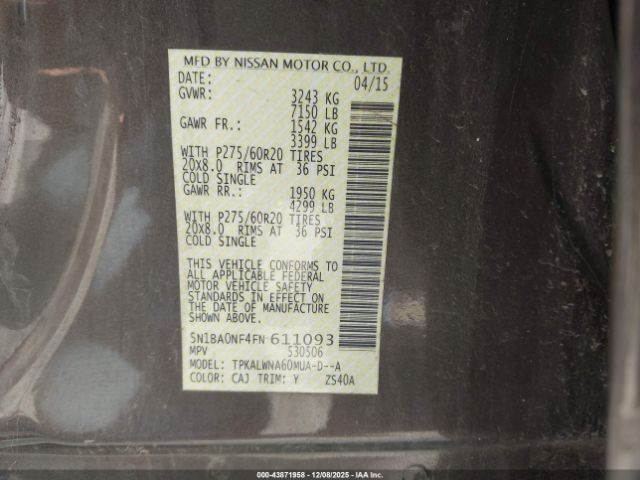 MFD BY NISSAN MOTOR CO., LTD.
DATE: 04/15
GVWR: 3243 KG
7150 LB
GAWR FR.: 1542 KG
3399 LB
WITH P275/60R20 TIRES
20X8.0 RIMS AT 36 PSI
COLD SINGLE
GAWR RR.: 1950 KG
4299 LB
WITH P275/60R20 TIRES
20X8.0 RIMS AT 36 PSI
COLD SINGLE
THIS VEHICLE CONFORMS TO
ALL APPLICABLE FEDERAL
MOTOR VEHICLE SAFETY
STANDARDS IN EFFECT ON
THE DATE OF MANUFACTURE
SHOWN ABOVE.
5N1BA0NF4FN 611093
MPV 530506
MODEL: TPKALWNA60MUA-D--A
COLOR: CAJ TRIM: Y ZS40A
000-43871958 | 12/08/2025 - IAA Inc.